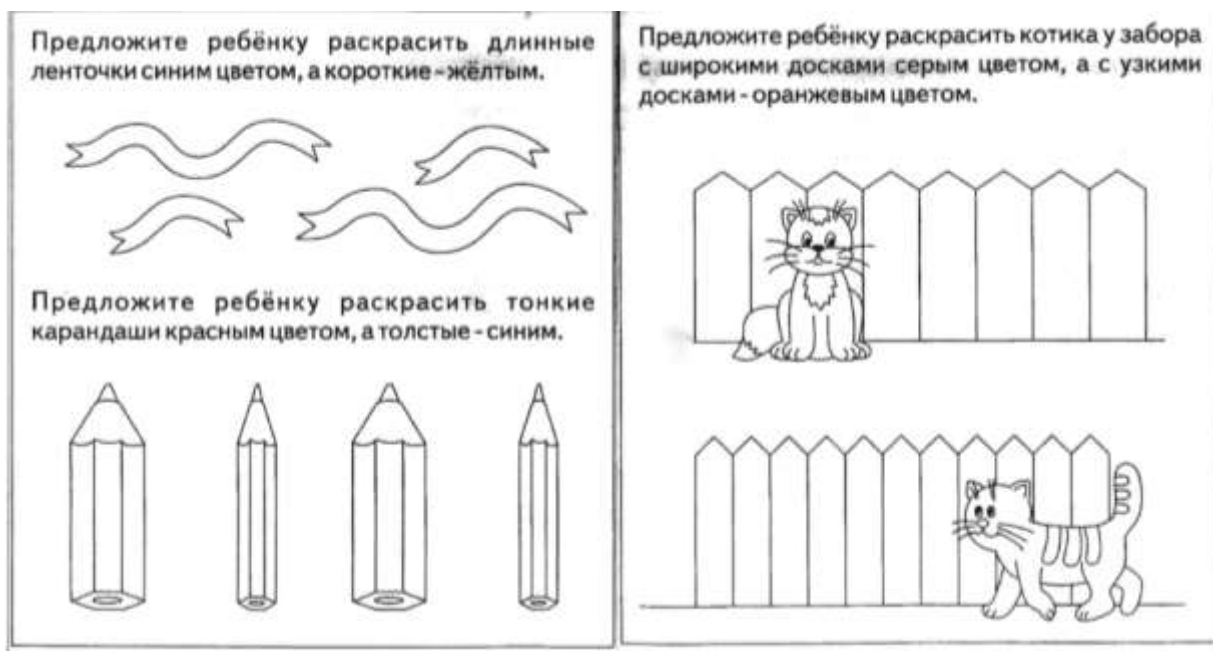 Предложите ребёнку раскрасить длинные
ленточки синим цветом, а короткие - жёлтым.
Предложите ребёнку раскрасить тонкие
карандаши красным цветом, а толстые - синим.
Предложите ребёнку раскрасить котика у забора
с широкими досками серым цветом, а с узкими
досками - оранжевым цветом.